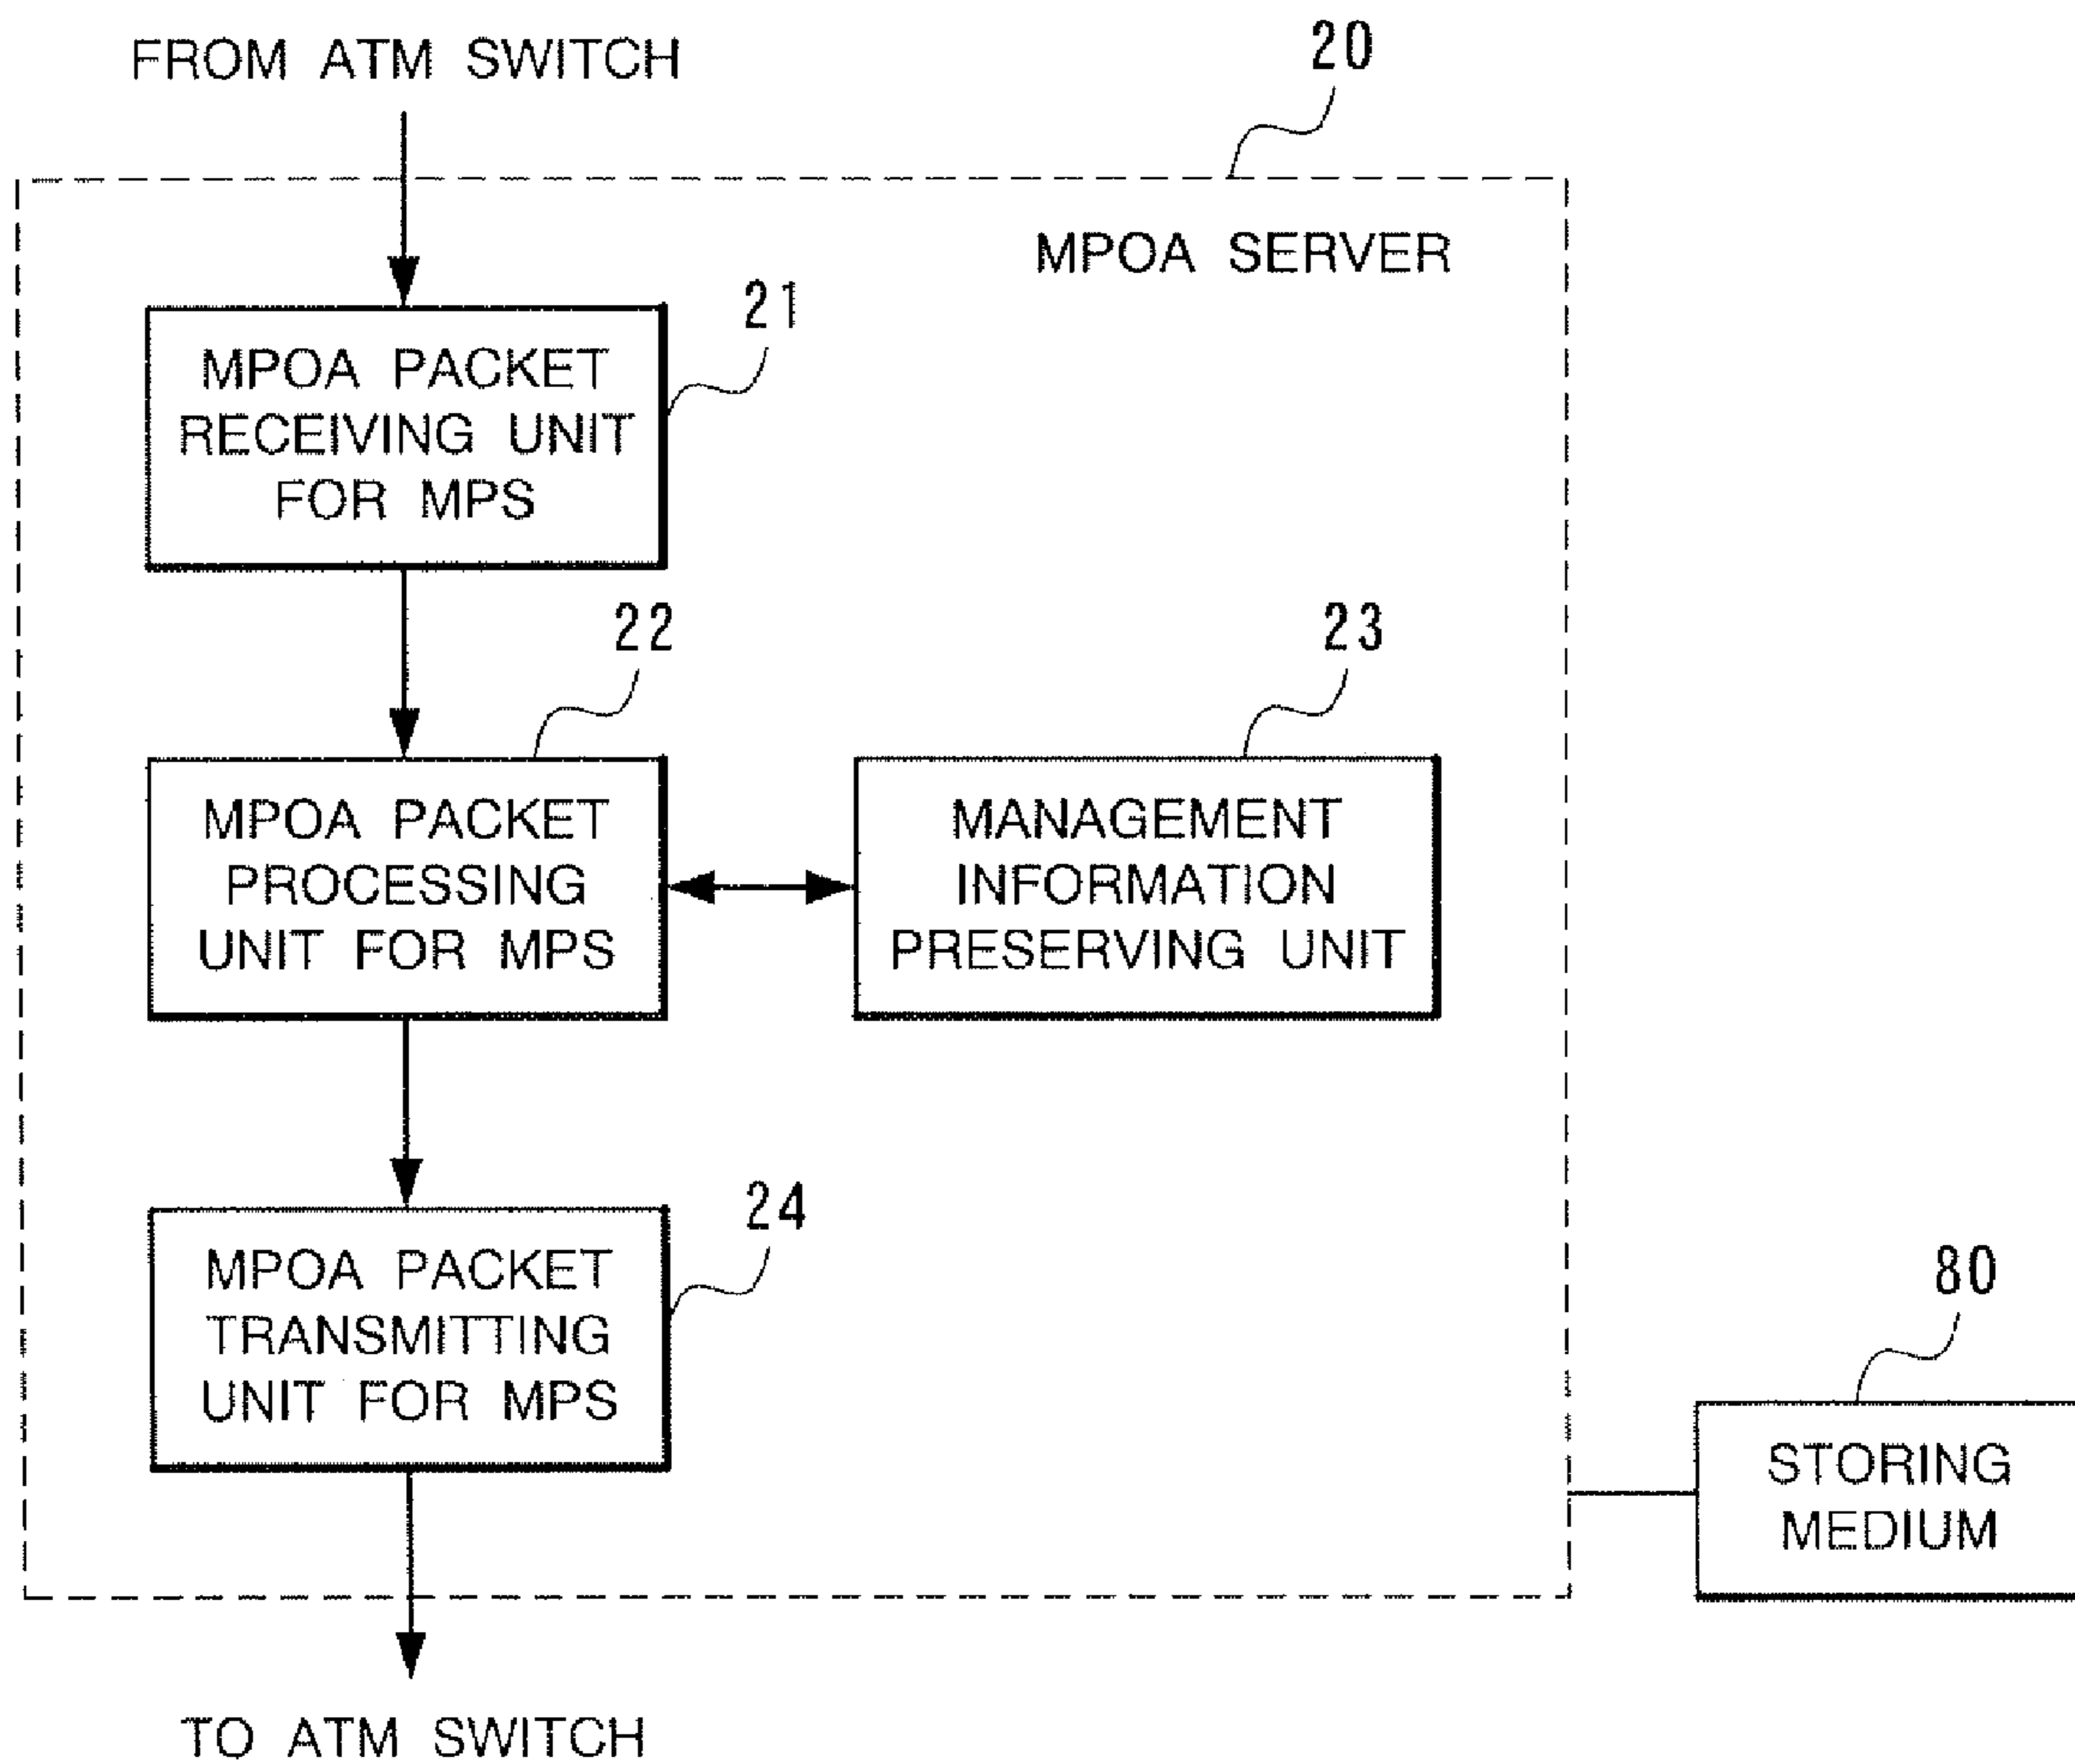 FROM ATM SWITCH
20
MPOA SERVER
21
MPOA PACKET
RECEIVING UNIT
FOR MPS
22
23
MPOA PACKET
PROCESSING
UNIT FOR MPS
MANAGEMENT
INFORMATION
PRESERVING UNIT
24
MPOA PACKET
TRANSMITTING
UNIT FOR MPS
80
STORING
MEDIUM
TO ATM SWITCH